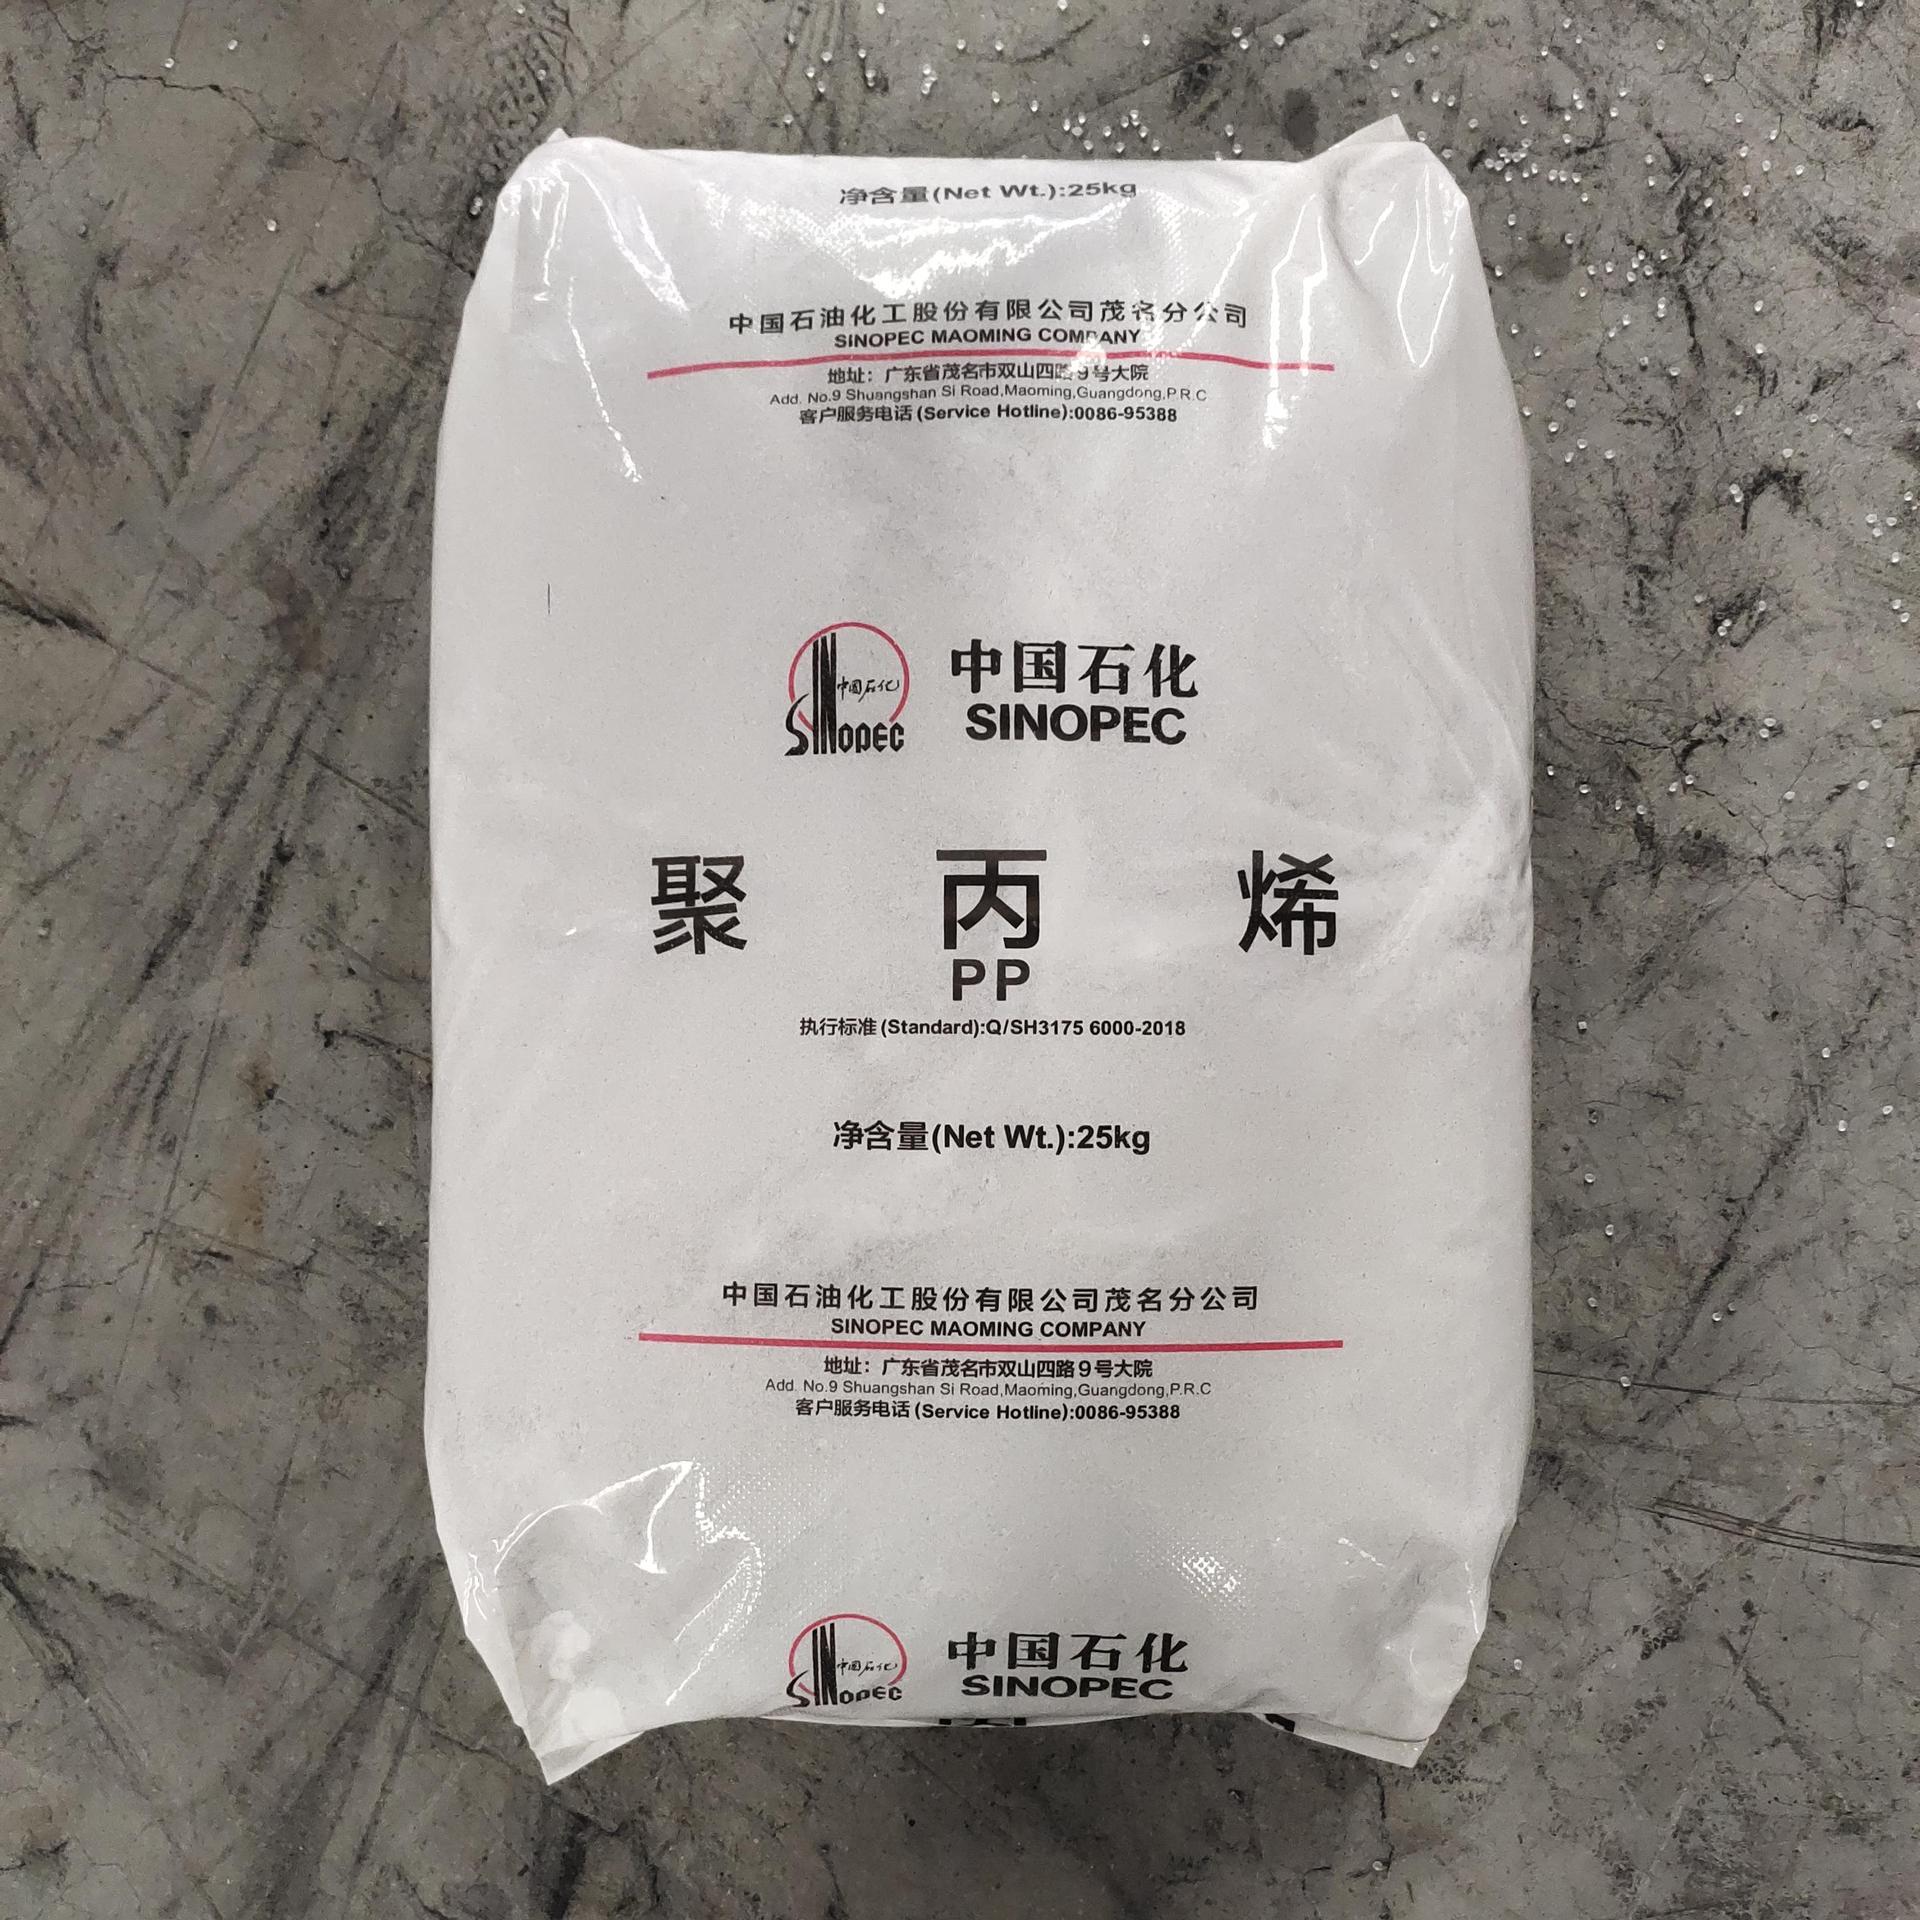 净含量(Net Wt.):25kg
中国石油化工股份有限公司茂名分公司
SINOPEC MAOMING COMPANY
地址：广东省茂名市双山四路9号大院
Add. No.9 Shuangshan Si Road,Maoming,Guangdong,P.R.C
客户服务电话(Service Hotline):0086-95388
中国石化
SINOPEC
中国石化
SINOPEC
聚丙烯
PP
执行标准(Standard):Q/SH3175 6000-2018
净含量(Net Wt.):25kg
中国石油化工股份有限公司茂名分公司
SINOPEC MAOMING COMPANY
地址：广东省茂名市双山四路9号大院
Add. No.9 Shuangshan Si Road,Maoming,Guangdong,P.R.C
客户服务电话(Service Hotline):0086-95388
中国石化
SINOPEC
中国石化
SINOPEC